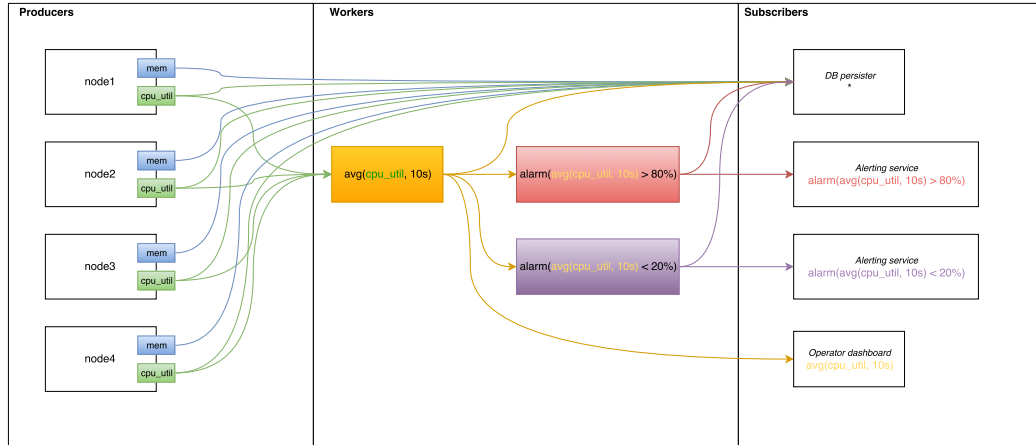 Producers
Workers
Subscribers
node1
mem
cpu_util
node2
mem
cpu_util
node3
mem
cpu_util
node4
mem
cpu_util
avg(cpu_util, 10s)
alarm(avg(cpu_util, 10s) > 80%)
alarm(avg(cpu_util, 10s) < 20%)
DB persister
*
Alerting service
alarm(avg(cpu_util, 10s) > 80%)
Alerting service
alarm(avg(cpu_util, 10s) < 20%)
Operator dashboard
avg(cpu_util, 10s)